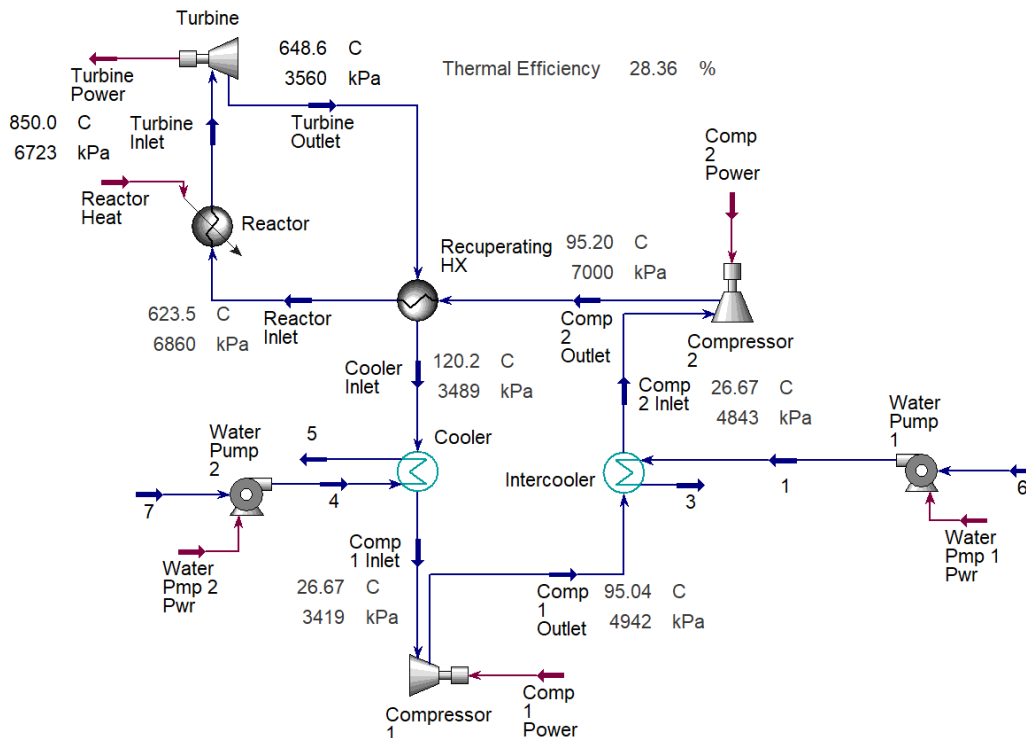 Turbine
648.6 C
3560 kPa
Thermal Efficiency 28.36 %
Turbine
Power
850.0 C
6723 kPa
Turbine
Inlet
Turbine
Outlet
Comp
2
Power
Reactor
Heat
Reactor
Recuperating
HX
95.20 C
7000 kPa
623.5 C
6860 kPa
Reactor
Inlet
Comp
2
Outlet
Compressor
2
Cooler
Inlet
120.2 C
3489 kPa
Comp
2 Inlet
26.67 C
4843 kPa
Water
Pump
1
Water
Pump
2
5
Cooler
Intercooler
7
4
3
1
6
Water
Pmp 2
Pwr
Comp
1 Inlet
Water
Pmp 1
Pwr
26.67 C
3419 kPa
Comp
1
Outlet
95.04 C
4942 kPa
Compressor
1
Comp
1
Power